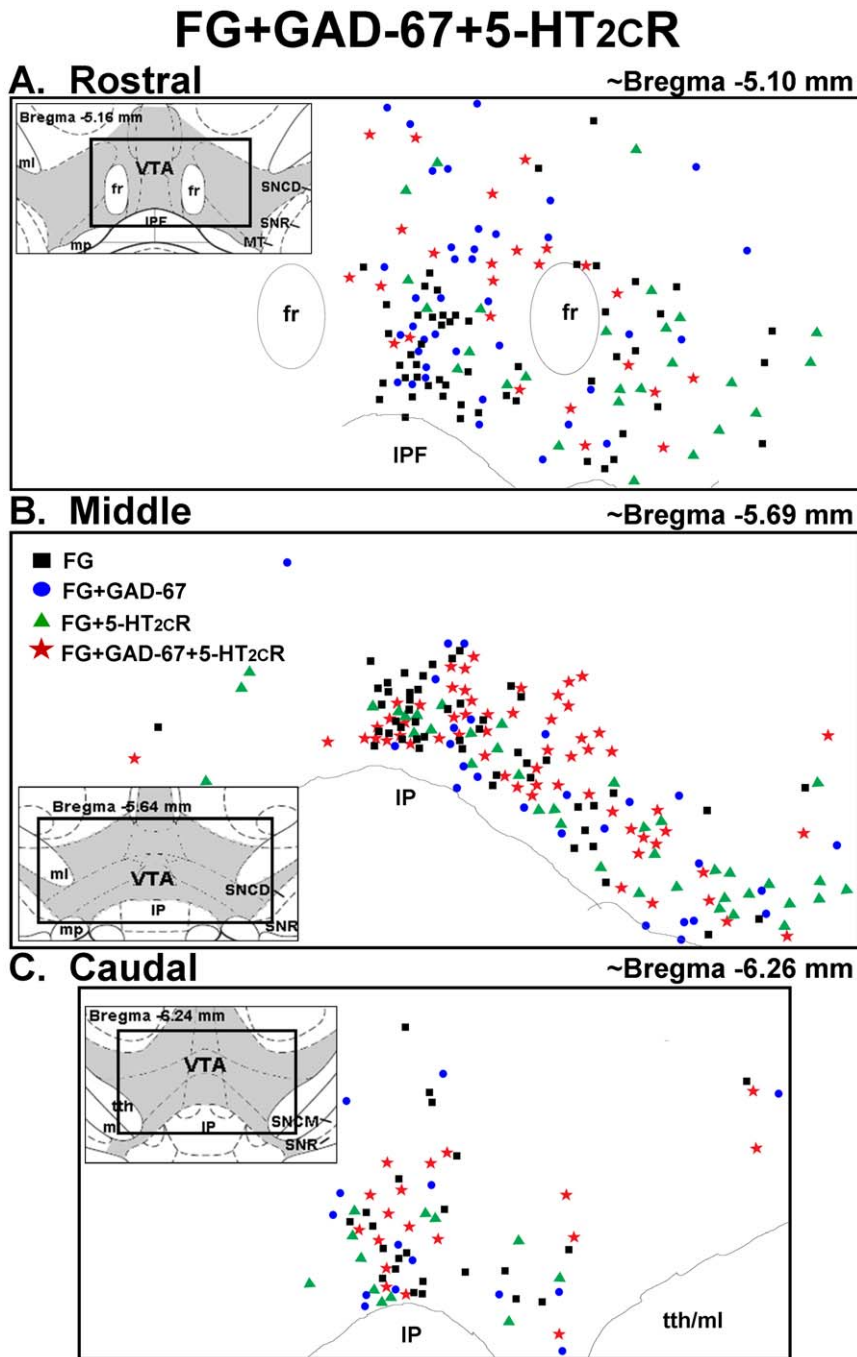 FG+GAD-67+5-HT2CR
A. Rostral ~Bregma -5.10 mm
Bregma -5.16 mm
ml
VTA
fr fr
SNCD
IPF
SNR
mp
MT
fr fr
IPF
B. Middle ~Bregma -5.69 mm
FG
FG+GAD-67
FG+5-HT2CR
FG+GAD-67+5-HT2CR
IP
Bregma -5.64 mm
ml
VTA
SNCD
IP
mp
SNR
C. Caudal ~Bregma -6.26 mm
Bregma -6.24 mm
VTA
tth
ml
IP
SNCM
SNR
IP
tth/ml